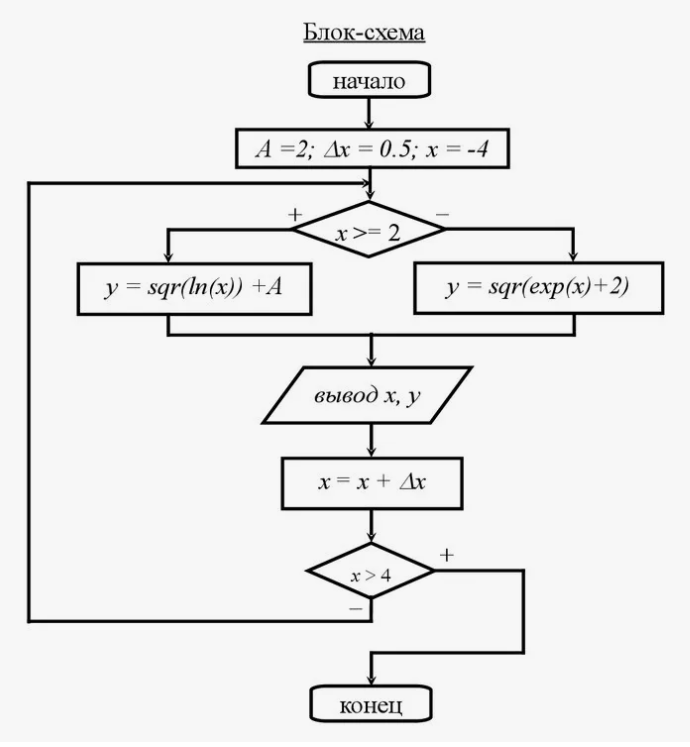 Блок-схема
начало
A =2; Δx = 0.5; x = -4
+
x >= 2
–
y = sqr(ln(x)) +A
y = sqr(exp(x)+2)
вывод x, y
x = x + Δx
x > 4
+
–
конец